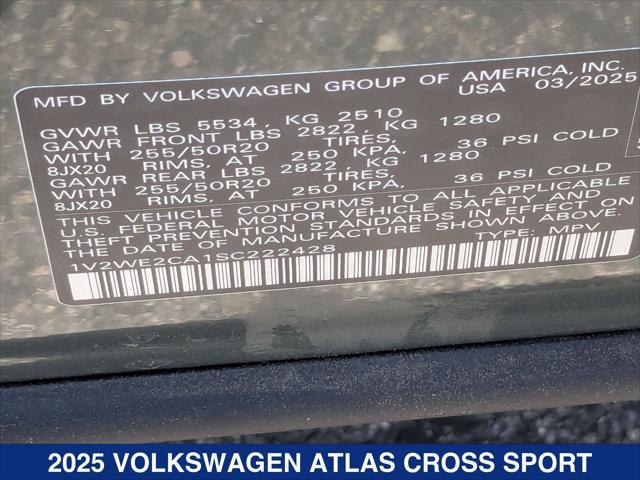 MFD BY VOLKSWAGEN GROUP OF AMERICA, INC.
USA 03/2025
GVWR LBS 5534, KG 2510
GAWR FRONT LBS 2822, KG 1280
WITH 255/50R20 TIRES,
8JX20 RIMS, AT 250 KPA, 36 PSI COLD
GAWR REAR LBS 2822 KG 1280
WITH 255/50R20 TIRES,
8JX20 RIMS, AT 250 KPA, 36 PSI COLD
THIS VEHICLE CONFORMS TO ALL APPLICABLE
U.S. FEDERAL MOTOR VEHICLE SAFETY AND
THEFT PREVENTION STANDARDS IN EFFECT ON
THE DATE OF MANUFACTURE SHOWN ABOVE.
1V2WE2CA1SC222428 TYPE: MPV
2025 VOLKSWAGEN ATLAS CROSS SPORT